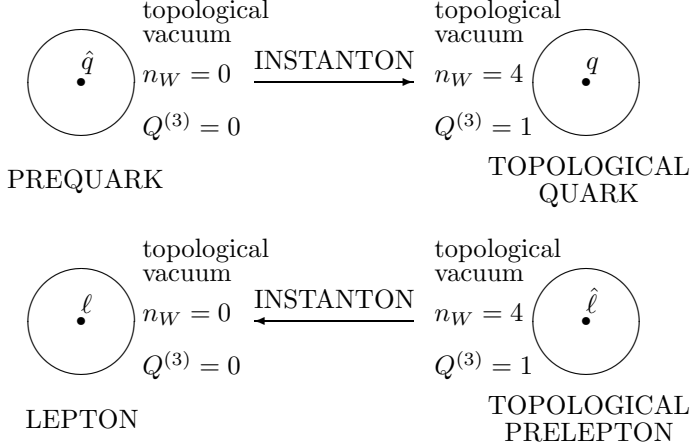 topological
vacuum
q̂
n_W = 0
Q^(3) = 0
PREQUARK
INSTANTON
topological
vacuum
n_W = 4
Q^(3) = 1
q
TOPOLOGICAL
QUARK
topological
vacuum
ℓ
n_W = 0
Q^(3) = 0
LEPTON
INSTANTON
topological
vacuum
n_W = 4
Q^(3) = 1
ℓ̂
TOPOLOGICAL
PRELEPTON